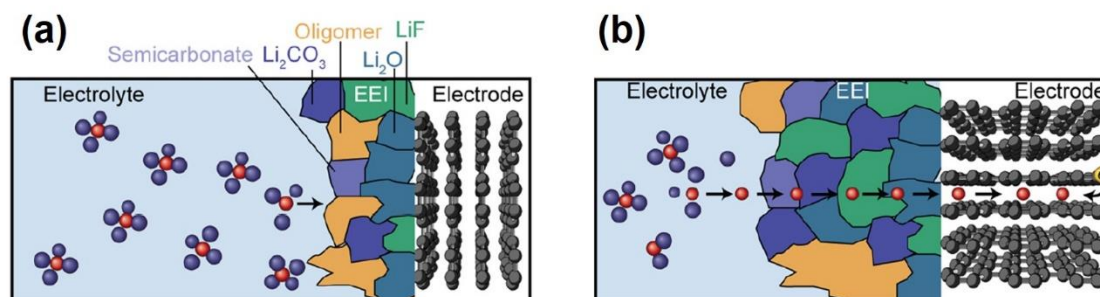 (a)
Oligomer LiF
Semicarbonate Li₂CO₃ Li₂O
Electrolyte EEI Electrode
(b)
Electrolyte EEI Electrode